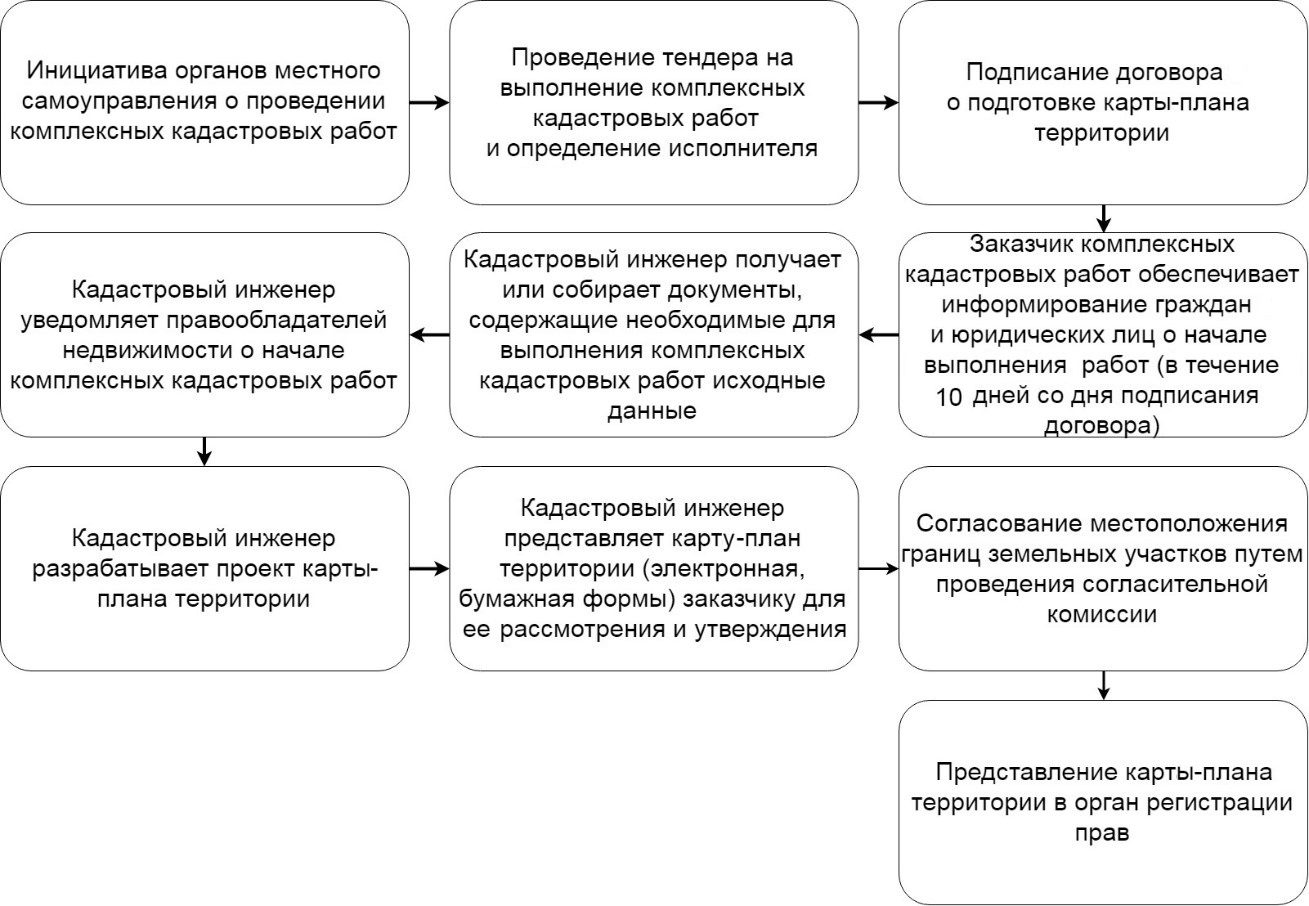 Инициатива органов местного
самоуправления о проведении
комплексных кадастровых работ
Проведение тендера на
выполнение комплексных
кадастровых работ
и определение исполнителя
Подписание договора
о подготовке карты-плана
территории
Заказчик комплексных
кадастровых работ обеспечивает
информирование граждан
и юридических лиц о начале
выполнения работ (в течение
10 дней со дня подписания
договора)
Кадастровый инженер получает
или собирает документы,
содержащие необходимые для
выполнения комплексных
кадастровых работ исходные
данные
Кадастровый инженер
уведомляет правообладателей
недвижимости о начале
комплексных кадастровых работ
Кадастровый инженер
разрабатывает проект карты-
плана территории
Кадастровый инженер
представляет карту-план
территории (электронная,
бумажная формы) заказчику для
ее рассмотрения и утверждения
Согласование местоположения
границ земельных участков путем
проведения согласительной
комиссии
Представление карты-плана
территории в орган регистрации
прав